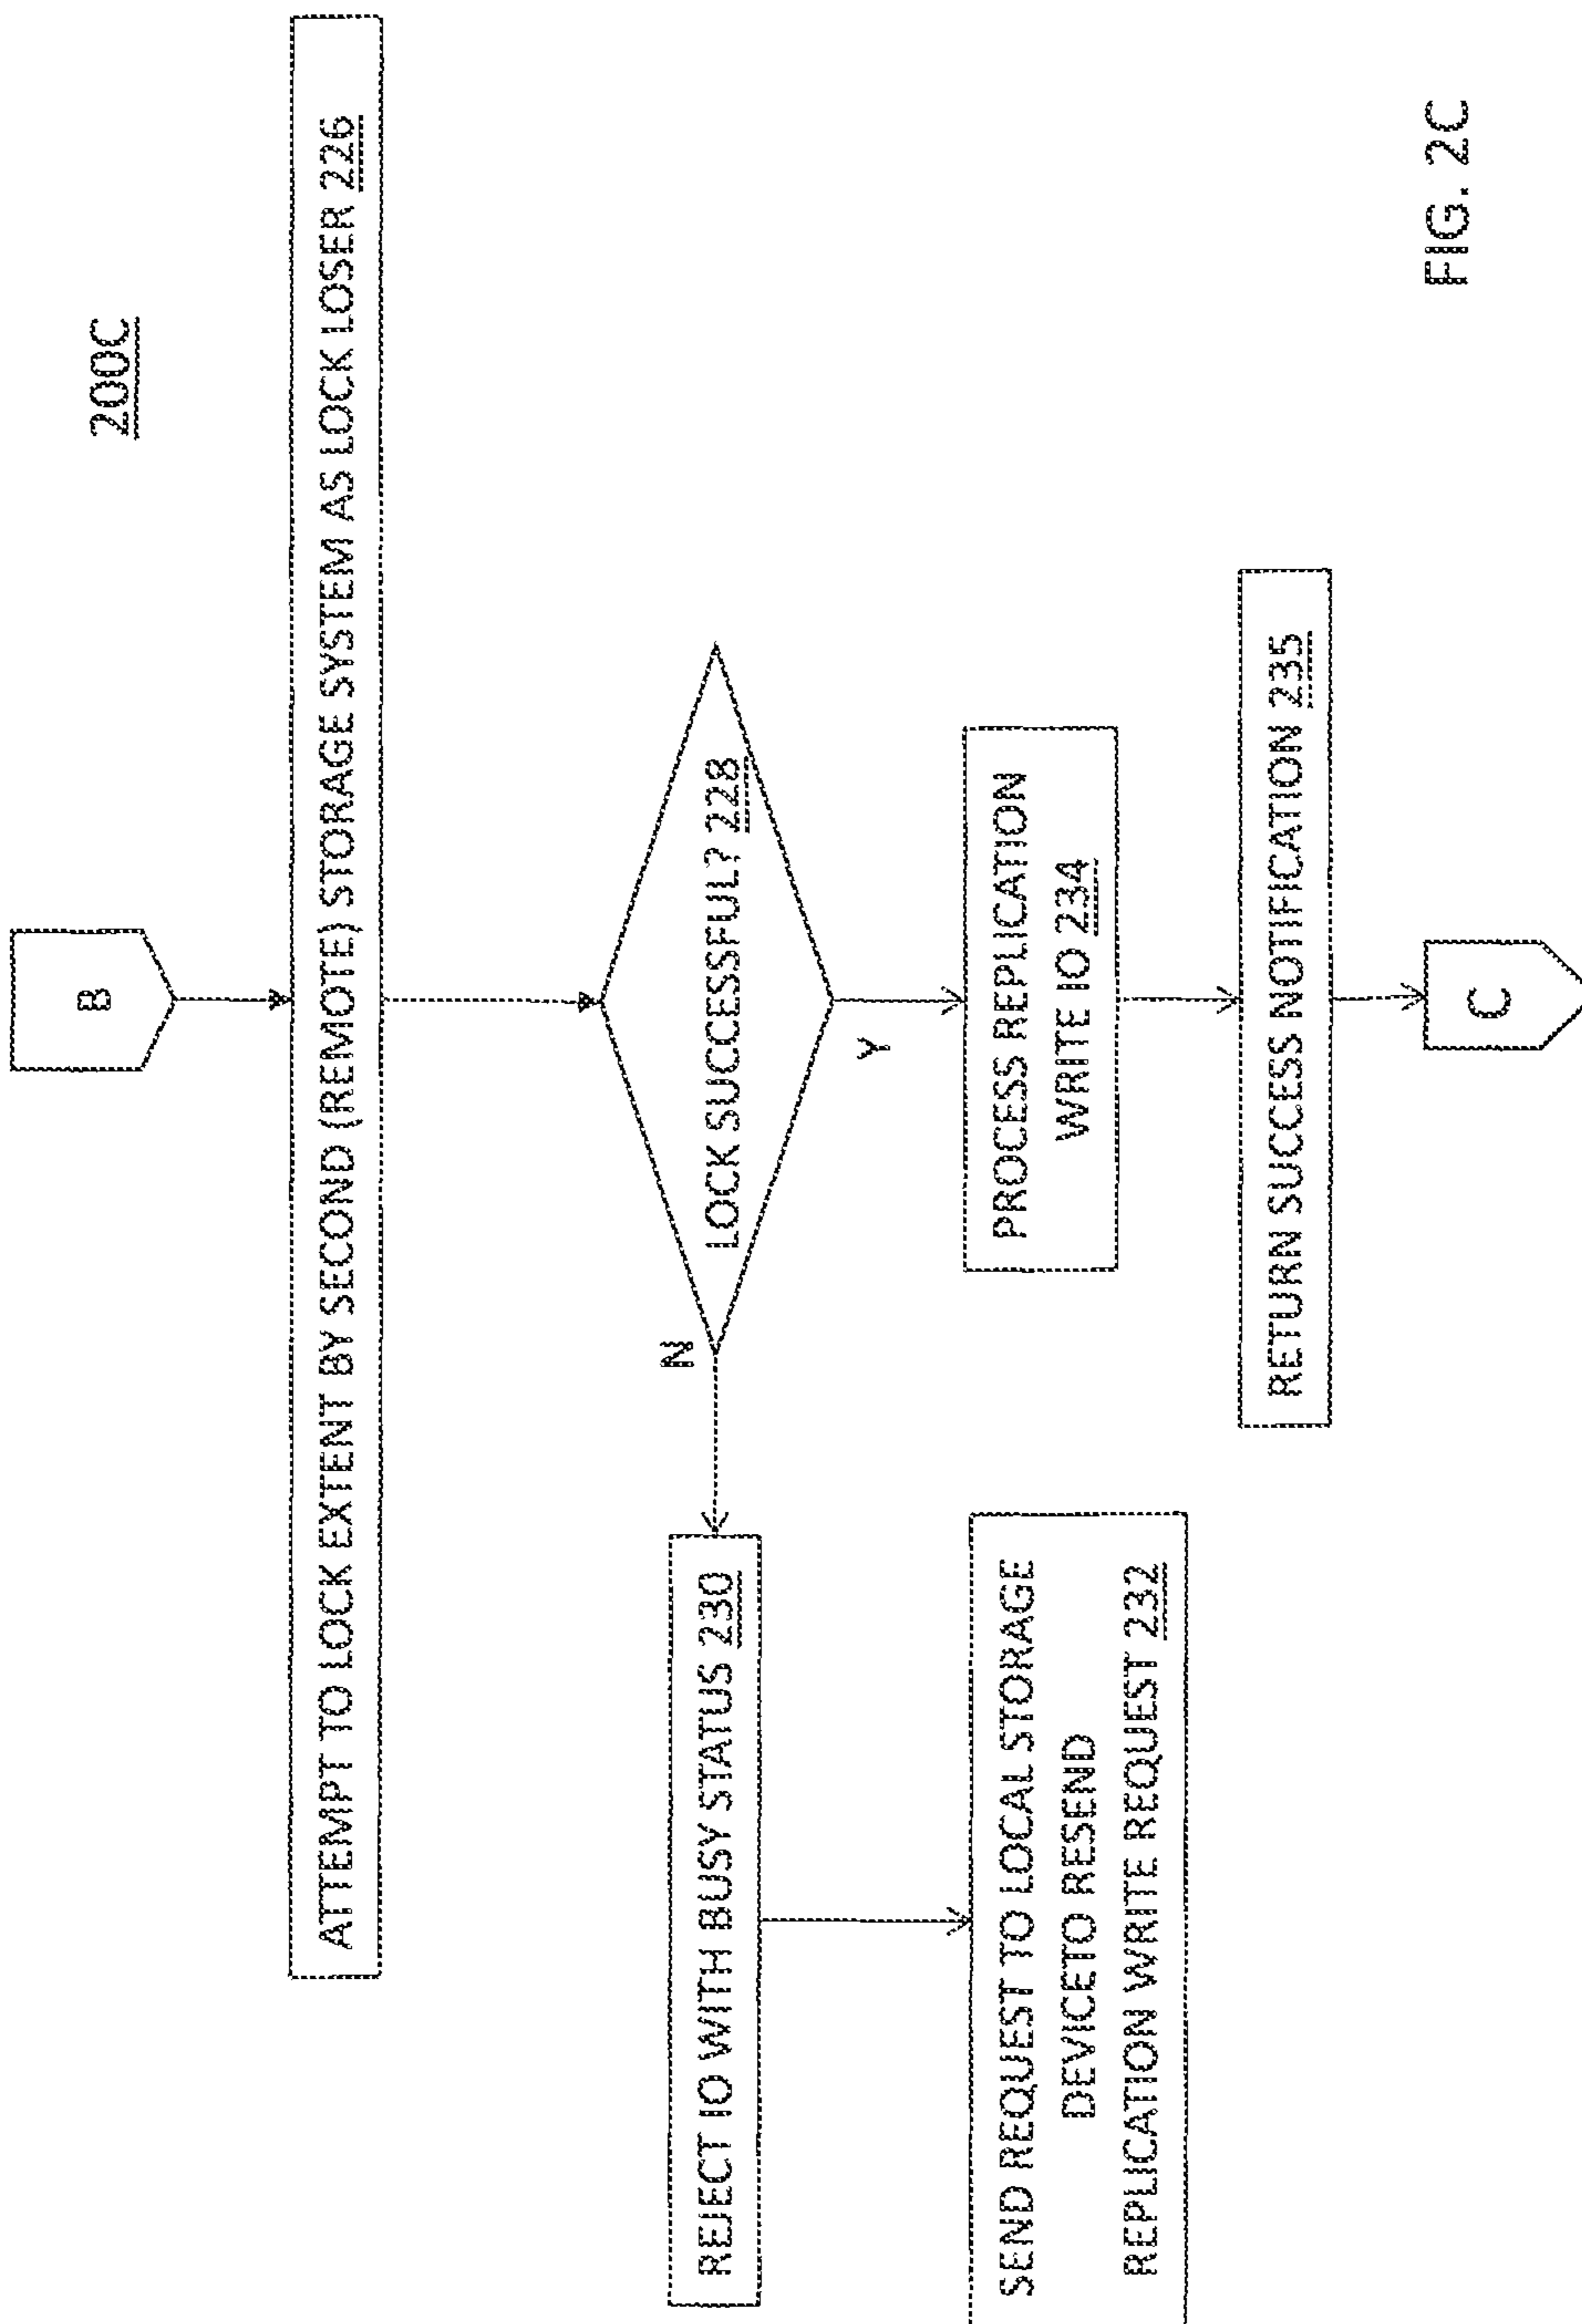 200C
B
ATTEMPT TO LOCK EXTENT BY SECOND (REMOTE) STORAGE SYSTEM AS LOCK LOSER 226
LOCK SUCCESSFUL? 228
N
Y
REJECT IO WITH BUSY STATUS 230
SEND REQUEST TO LOCAL STORAGE
DEVICETO RESEND
REPLICATION WRITE REQUEST 232
PROCESS REPLICATION
WRITE IO 234
RETURN SUCCESS NOTIFICATION 235
C
FIG. 2C